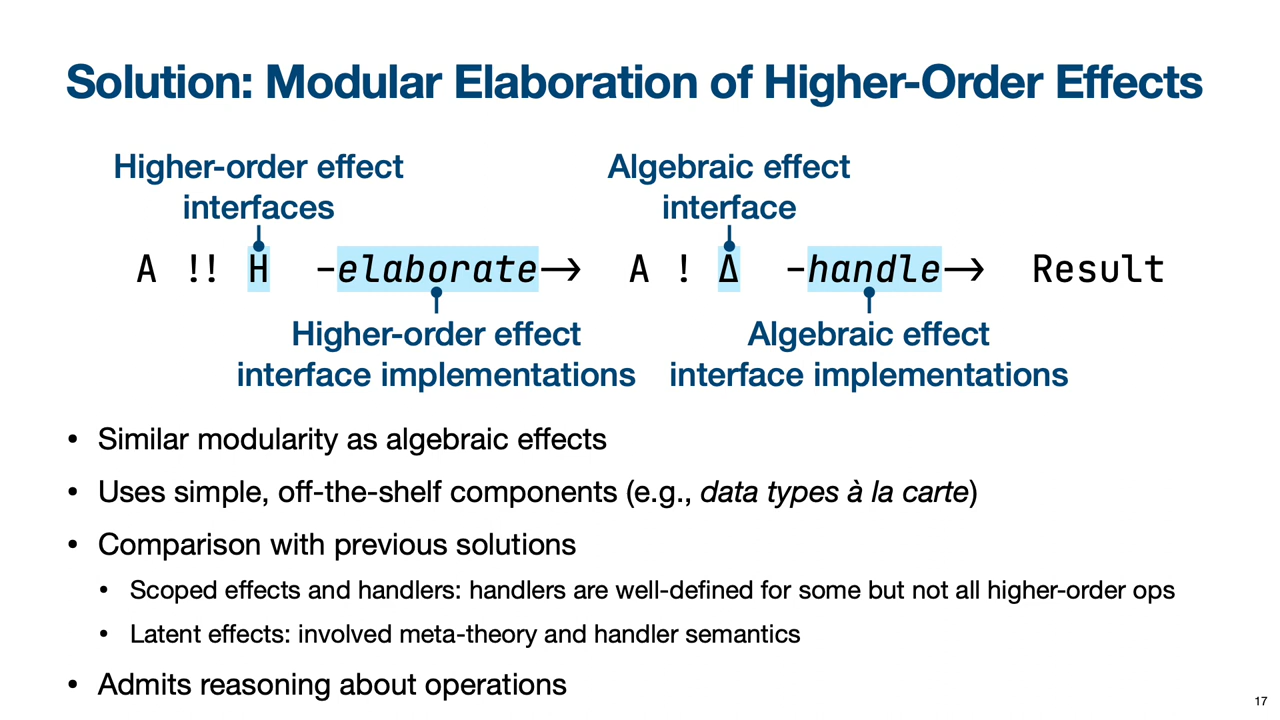 Solution: Modular Elaboration of Higher-Order Effects
Higher-order effect
interfaces
Algebraic effect
interface
A !! H -elaborate→ A ! Δ -handle→ Result
Higher-order effect
interface implementations
Algebraic effect
interface implementations
• Similar modularity as algebraic effects
• Uses simple, off-the-shelf components (e.g., data types à la carte)
• Comparison with previous solutions
• Scoped effects and handlers: handlers are well-defined for some but not all higher-order ops
• Latent effects: involved meta-theory and handler semantics
• Admits reasoning about operations
17